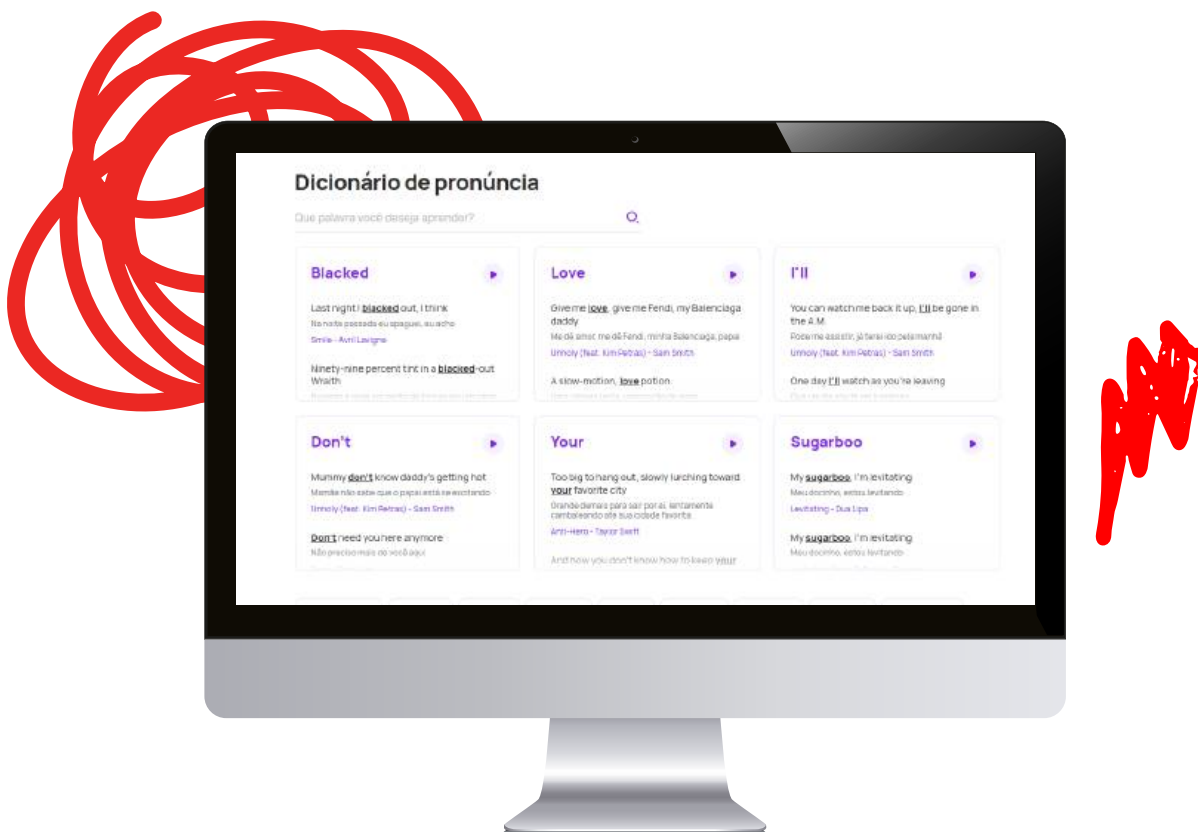 Dicionário de pronúncia
Que palavra você deseja aprender?
Blacked
Last night I blacked out, I think
Na noite passada eu apaguei, eu acho
Smile - Avril Lavigne
Ninety-nine percent tint in a blacked-out
Wraith
Love
Give me love, give me Fendi, my Balenciaga
daddy
Me dê amor, me dê Fendi, minha Balenciaga, papai
Unholy (feat. Kim Petras) - Sam Smith
A slow-motion, love potion
I'll
You can watch me back it up, I'll be gone in
the A.M.
Pode me assistir, já terei ido pela manhã
Unholy (feat. Kim Petras) - Sam Smith
One day I'll watch as you're leaving
Don't
Mummy don't know daddy's getting hot
Mamãe não sabe que o papai está se excitando
Unholy (feat. Kim Petras) - Sam Smith
Don't need you here anymore
Não preciso mais de você aqui
Your
Too big to hang out, slowly lurching toward
your favorite city
Grande demais para sair por aí, lentamente
cambaleando até sua cidade favorita
Anti-Hero - Taylor Swift
And now you don't know how to keep your
Sugarboo
My sugarboo, I'm levitating
Meu docinho, estou levitando
Levitating - Dua Lipa
My sugarboo, I'm levitating
Meu docinho, estou levitando